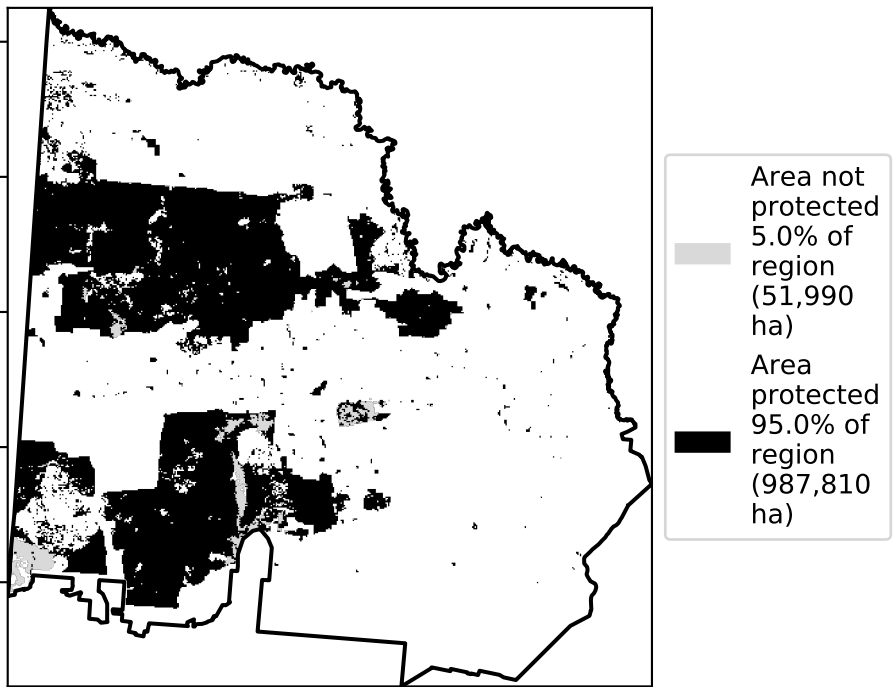 Area not
protected
5.0% of
region
(51,990
ha)
Area
protected
95.0% of
region
(987,810
ha)